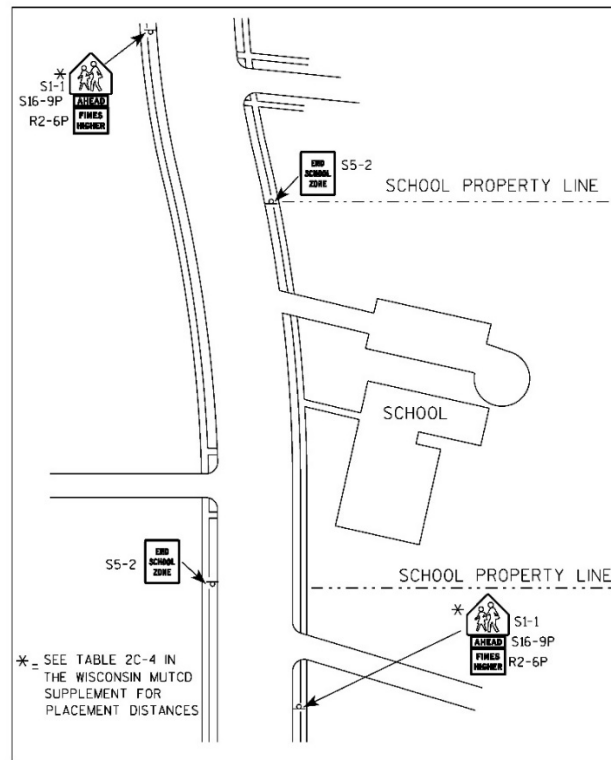 *
S1-1
S16-9P
R2-6P
AHEAD
FINES
HIGHER
END
SCHOOL
ZONE
S5-2
SCHOOL PROPERTY LINE
SCHOOL
S5-2
END
SCHOOL
ZONE
SCHOOL PROPERTY LINE
*
S1-1
AHEAD
S16-9P
FINES
HIGHER
R2-6P
* = SEE TABLE 2C-4 IN
THE WISCONSIN MUTCD
SUPPLEMENT FOR
PLACEMENT DISTANCES